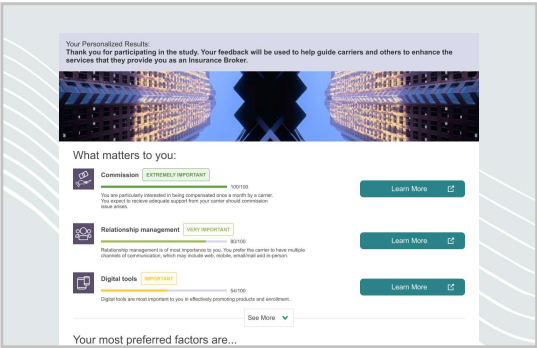 Your Personalized Results:
Thank you for participating in the study. Your feedback will be used to help guide carriers and others to enhance the
services that they provide you as an Insurance Broker.
What matters to you:
Commission EXTREMELY IMPORTANT
100/100
You are particularly interested in being compensated once a month by a carrier.
You expect to recieve adequate support from your carrier should commission
issue arises.
Learn More
Relationship management VERY IMPORTANT
80/100
Relationship management is of most importance to you. You prefer the carrier to have multiple
channels of communication, which may include web, mobile, email/mail and in-person.
Learn More
Digital tools IMPORTANT
54/100
Digital tools are most important to you in effectively promoting products and enrollment.
Learn More
See More
Your most preferred factors are...